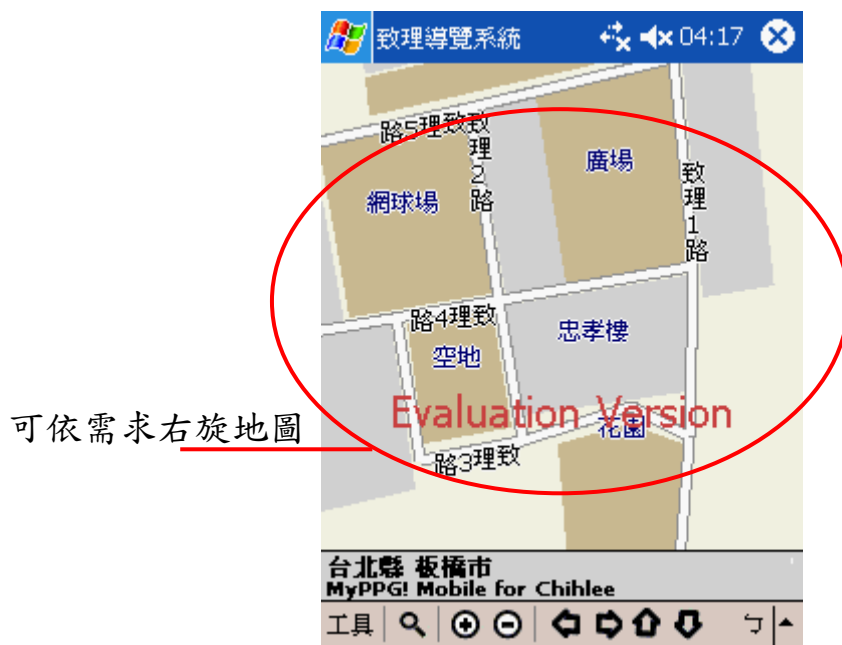 致理導覽系統 04:17
路5理致
致理2路
廣場
致理1路
網球場
路4理致
忠孝樓
空地
Evaluation Version
花園
可依需求右旋地圖
路3理致
台北縣 板橋市
MyPPG! Mobile for Chihlee
工具
ㄅ